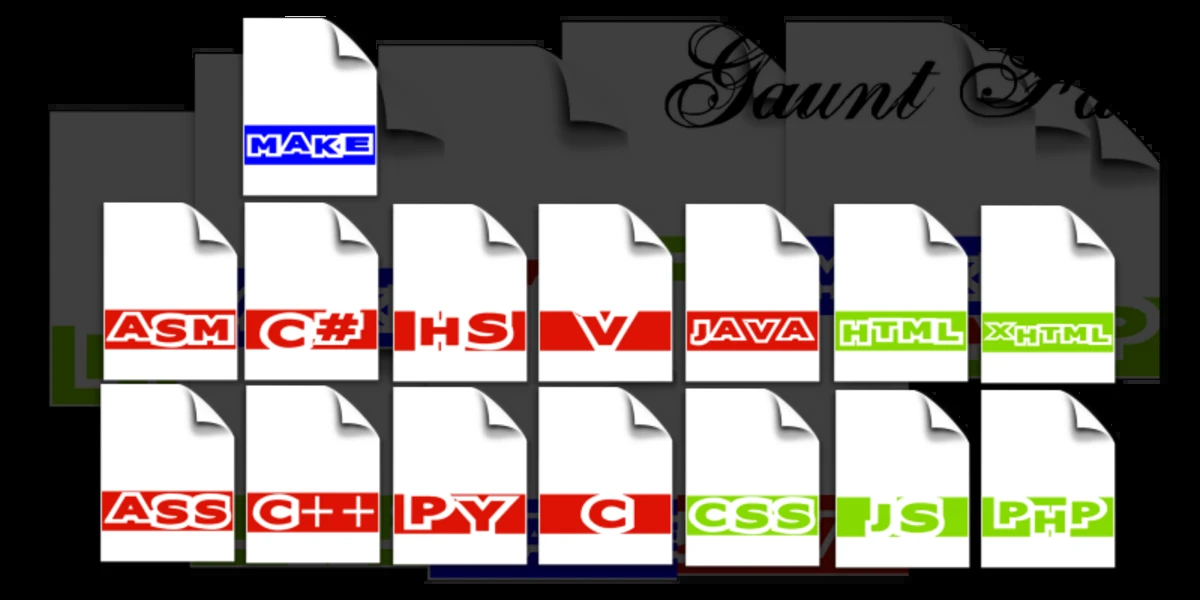 Gaunt
MAKE
ASM C# HS V JAVA HTML XHTML
ASS C++ PY C CSS JS PHP